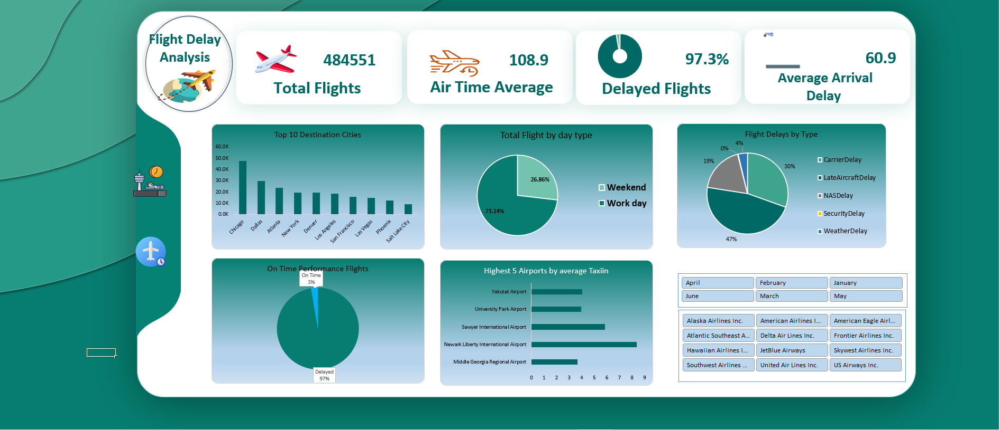 Flight Delay
Analysis
484551
Total Flights
108.9
Air Time Average
97.3%
Delayed Flights
60.9
Average Arrival
Delay
Top 10 Destination Cities
60.0K
50.0K
40.0K
30.0K
20.0K
10.0K
0.0K
Chicago
Dallas
Atlanta
New York
Denver
Los Angeles
San Francisco
Las Vegas
Phoenix
Salt Lake City
Total Flight by day type
26.86%
73.14%
Weekend
Work day
Flight Delays by Type
4%
0%
19%
30%
47%
CarrierDelay
LateAircraftDelay
NASDelay
SecurityDelay
WeatherDelay
On Time Performance Flights
On Time
3%
Delayed
97%
Highest 5 Airports by average Taxiin
Yakutat Airport
University Park Airport
Sawyer International Airport
Newark Liberty International Airport
Middle Georgia Regional Airport
0 1 2 3 4 5 6 7 8 9
April February January
June March May
Alaska Airlines Inc. American Airlines I... American Eagle Airl...
Atlantic Southeast A... Delta Air Lines Inc. Frontier Airlines Inc.
Hawaiian Airlines I... JetBlue Airways Skywest Airlines Inc.
Southwest Airlines ... United Air Lines Inc. US Airways Inc.